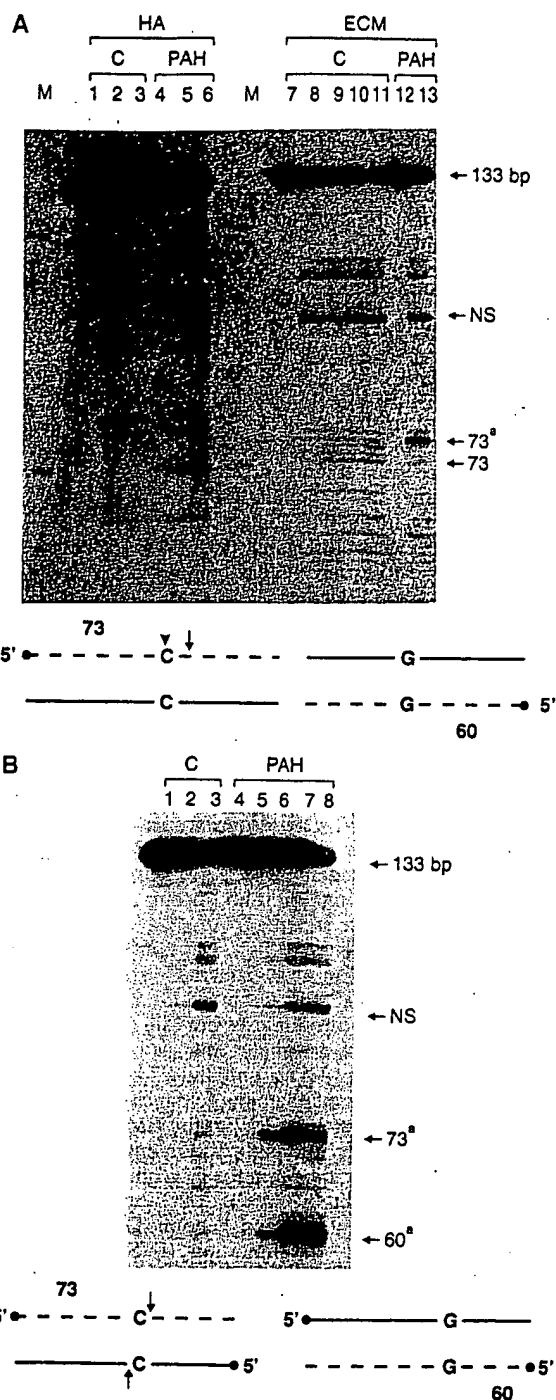 A
HA ECM
C PAH C PAH
M 1 2 3 4 5 6 M 7 8 9 10 11 12 13
← 133 bp
← NS
← 73ª
← 73
73
5' C G
C G 5'
60
B
C PAH
1 2 3 4 5 6 7 8
← 133 bp
← NS
← 73ª
← 60ª
73
5' C 5' G
C 5' G 5'
60